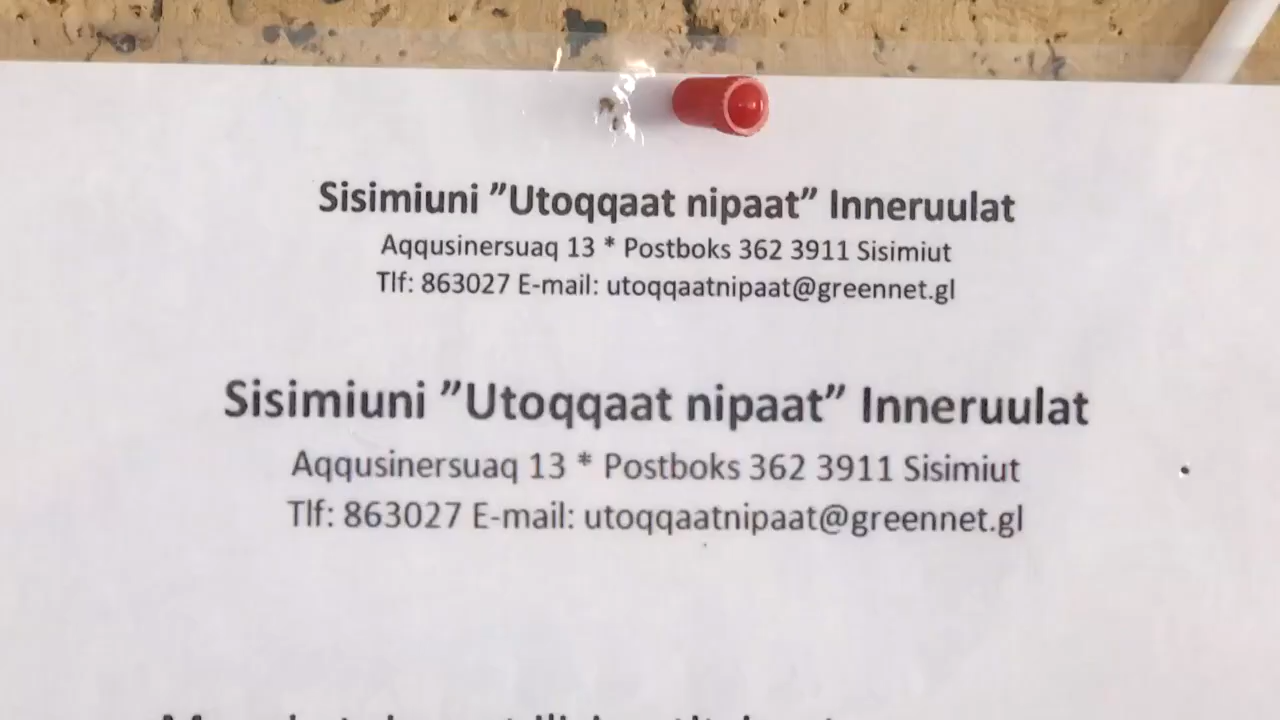 Sisimiuni ”Utoqqaat nipaat” Inneruulat
Aqqusinersuaq 13 * Postboks 362 3911 Sisimiut
Tlf: 863027 E-mail: utoqqaatnipaat@greennet.gl
Sisimiuni ”Utoqqaat nipaat” Inneruulat
Aqqusinersuaq 13 * Postboks 362 3911 Sisimiut
Tlf: 863027 E-mail: utoqqaatnipaat@greennet.gl